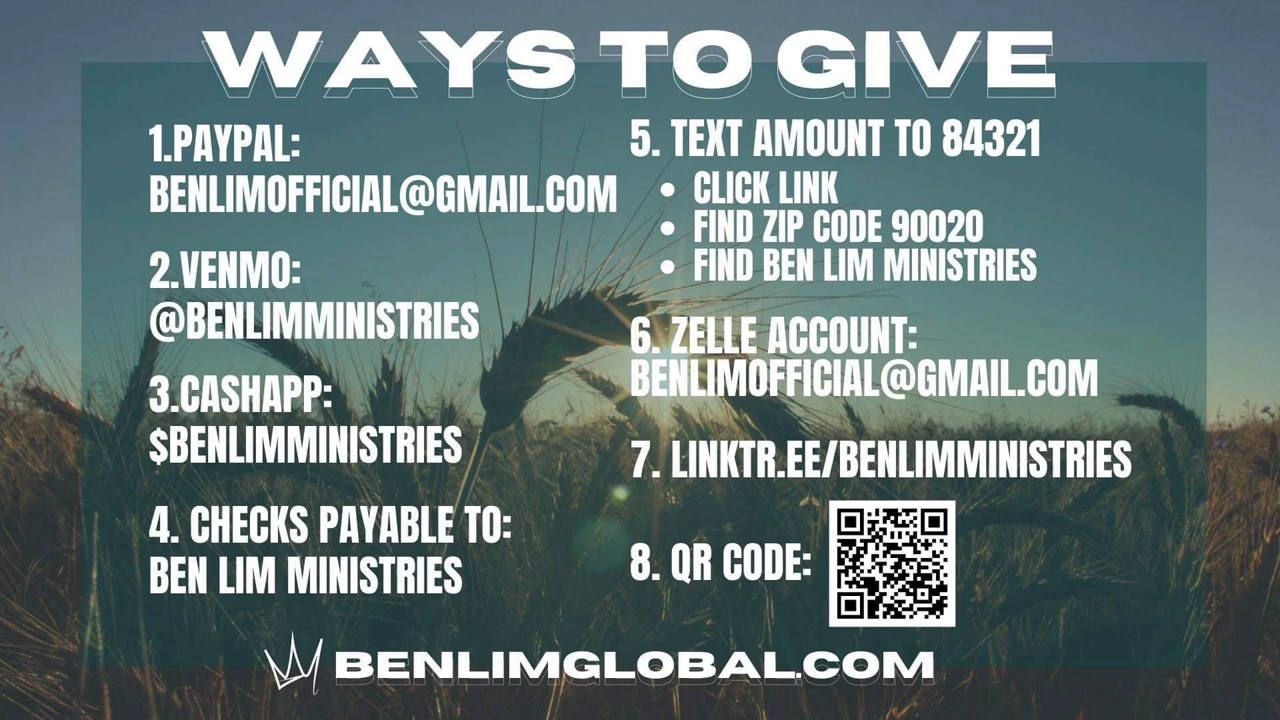 WAYS TO GIVE
1.PAYPAL:
BENLIMOFFICIAL@GMAIL.COM
2.VENMO:
@BENLIMMINISTRIES
3.CASHAPP:
$BENLIMMINISTRIES
4. CHECKS PAYABLE TO:
BEN LIM MINISTRIES
5. TEXT AMOUNT TO 84321
• CLICK LINK
• FIND ZIP CODE 90020
• FIND BEN LIM MINISTRIES
6. ZELLE ACCOUNT:
BENLIMOFFICIAL@GMAIL.COM
7. LINKTR.EE/BENLIMMINISTRIES
8. QR CODE:
BENLIMGLOBAL.COM